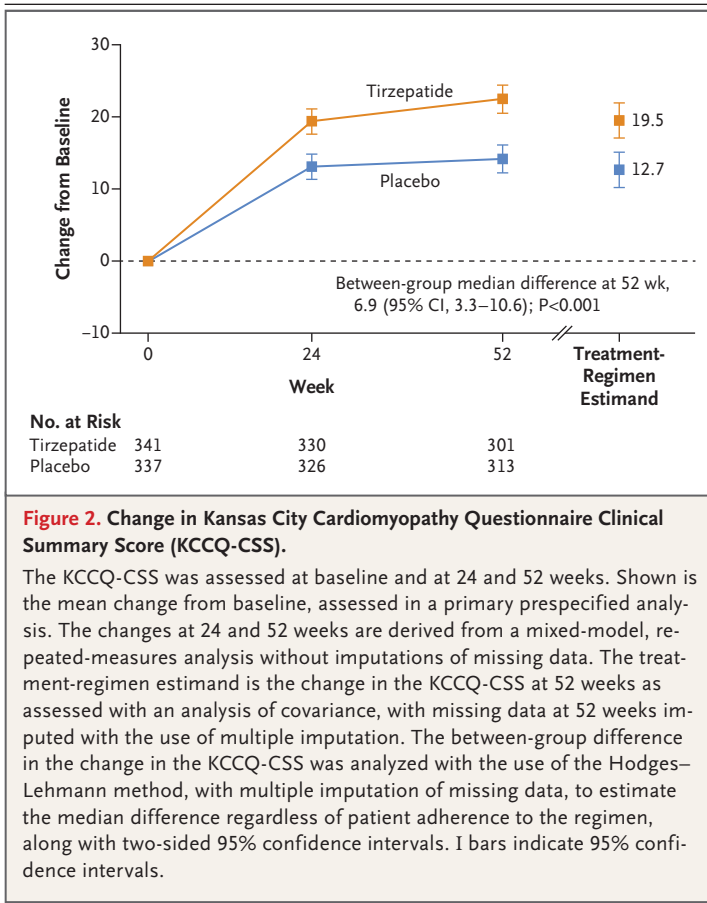 30
20
10
0
−10
Change from Baseline
Tirzepatide
Placebo
19.5
12.7
Between-group median difference at 52 wk,
6.9 (95% CI, 3.3–10.6); P<0.001
0 24 52
Week
Treatment-
Regimen
Estimand
No. at Risk
Tirzepatide 341 330 301
Placebo 337 326 313
Figure 2. Change in Kansas City Cardiomyopathy Questionnaire Clinical
Summary Score (KCCQ-CSS).
The KCCQ-CSS was assessed at baseline and at 24 and 52 weeks. Shown is
the mean change from baseline, assessed in a primary prespecified analy-
sis. The changes at 24 and 52 weeks are derived from a mixed-model, re-
peated-measures analysis without imputations of missing data. The treat-
ment-regimen estimand is the change in the KCCQ-CSS at 52 weeks as
assessed with an analysis of covariance, with missing data at 52 weeks im-
puted with the use of multiple imputation. The between-group difference
in the change in the KCCQ-CSS was analyzed with the use of the Hodges–
Lehmann method, with multiple imputation of missing data, to estimate
the median difference regardless of patient adherence to the regimen,
along with two-sided 95% confidence intervals. I bars indicate 95% confi-
dence intervals.